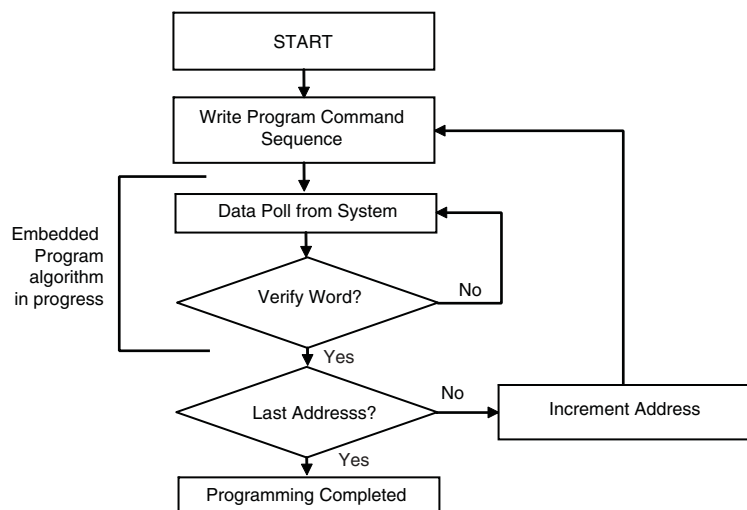 START
Write Program Command
Sequence
Data Poll from System
Embedded
Program
algorithm
in progress
Verify Word?
No
Yes
Last Addresss?
No
Increment Address
Yes
Programming Completed